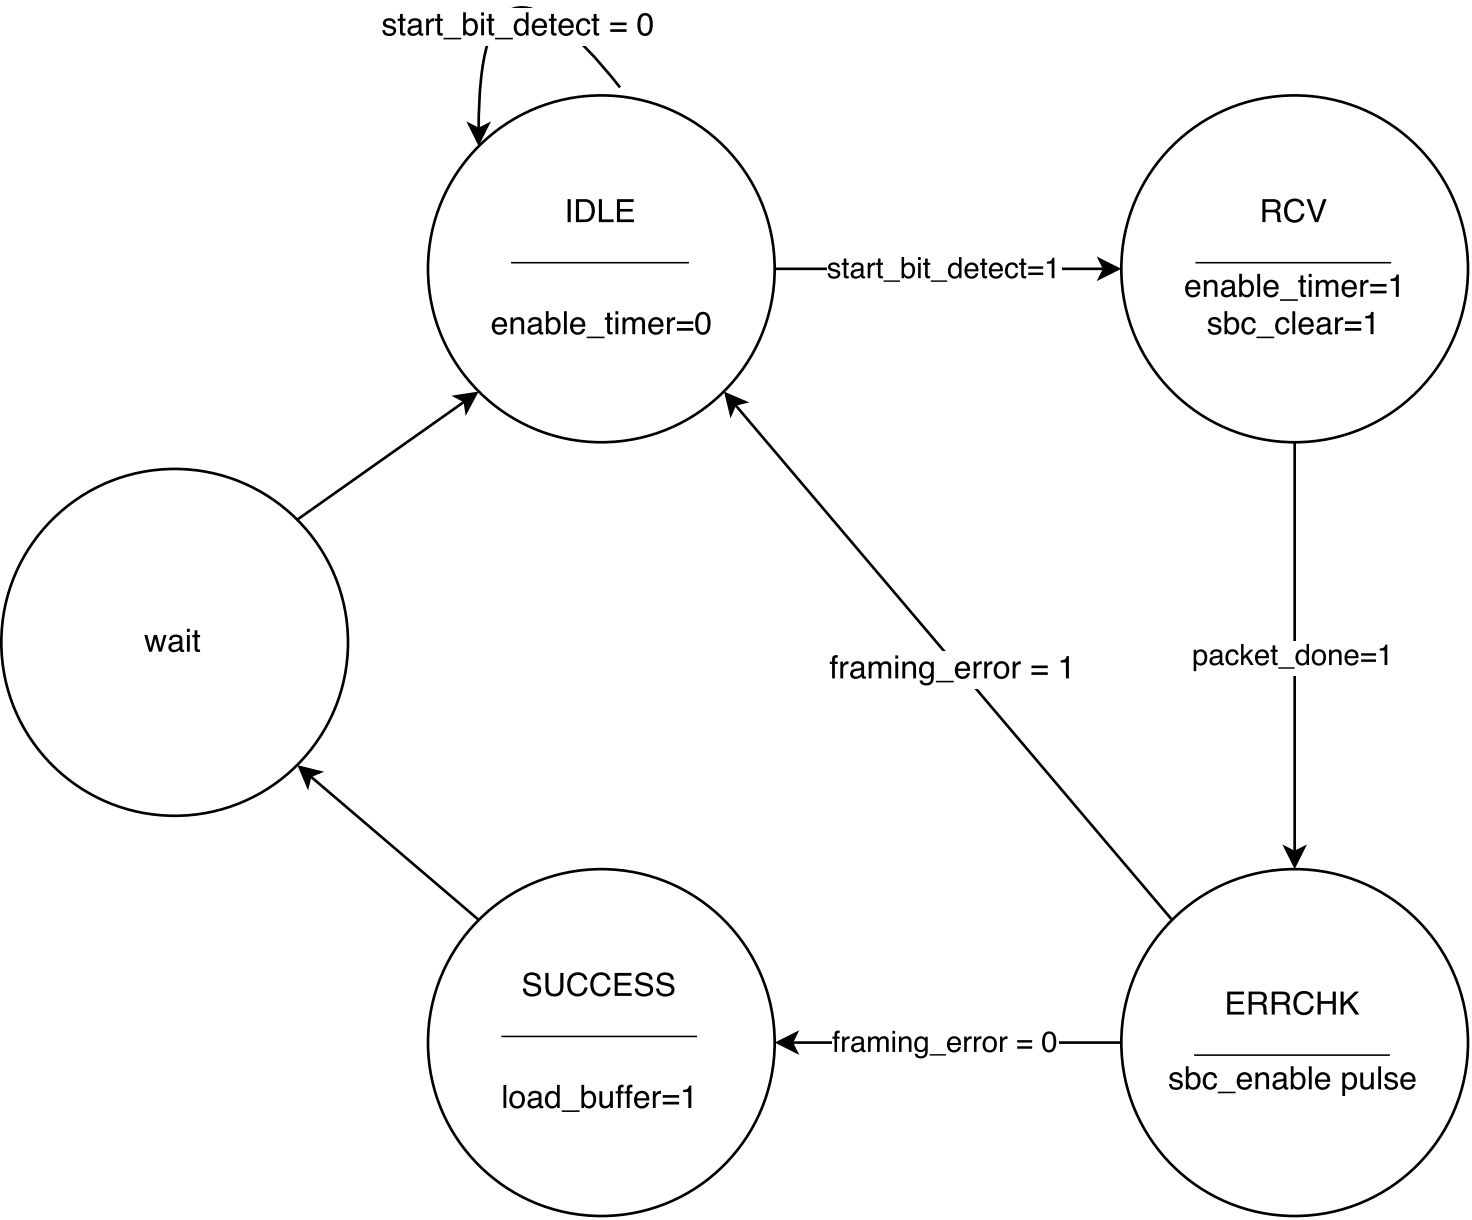 start_bit_detect = 0
IDLE
enable_timer=0
start_bit_detect=1
RCV
enable_timer=1
sbc_clear=1
wait
framing_error = 1
packet_done=1
SUCCESS
load_buffer=1
framing_error = 0
ERRCHK
sbc_enable pulse